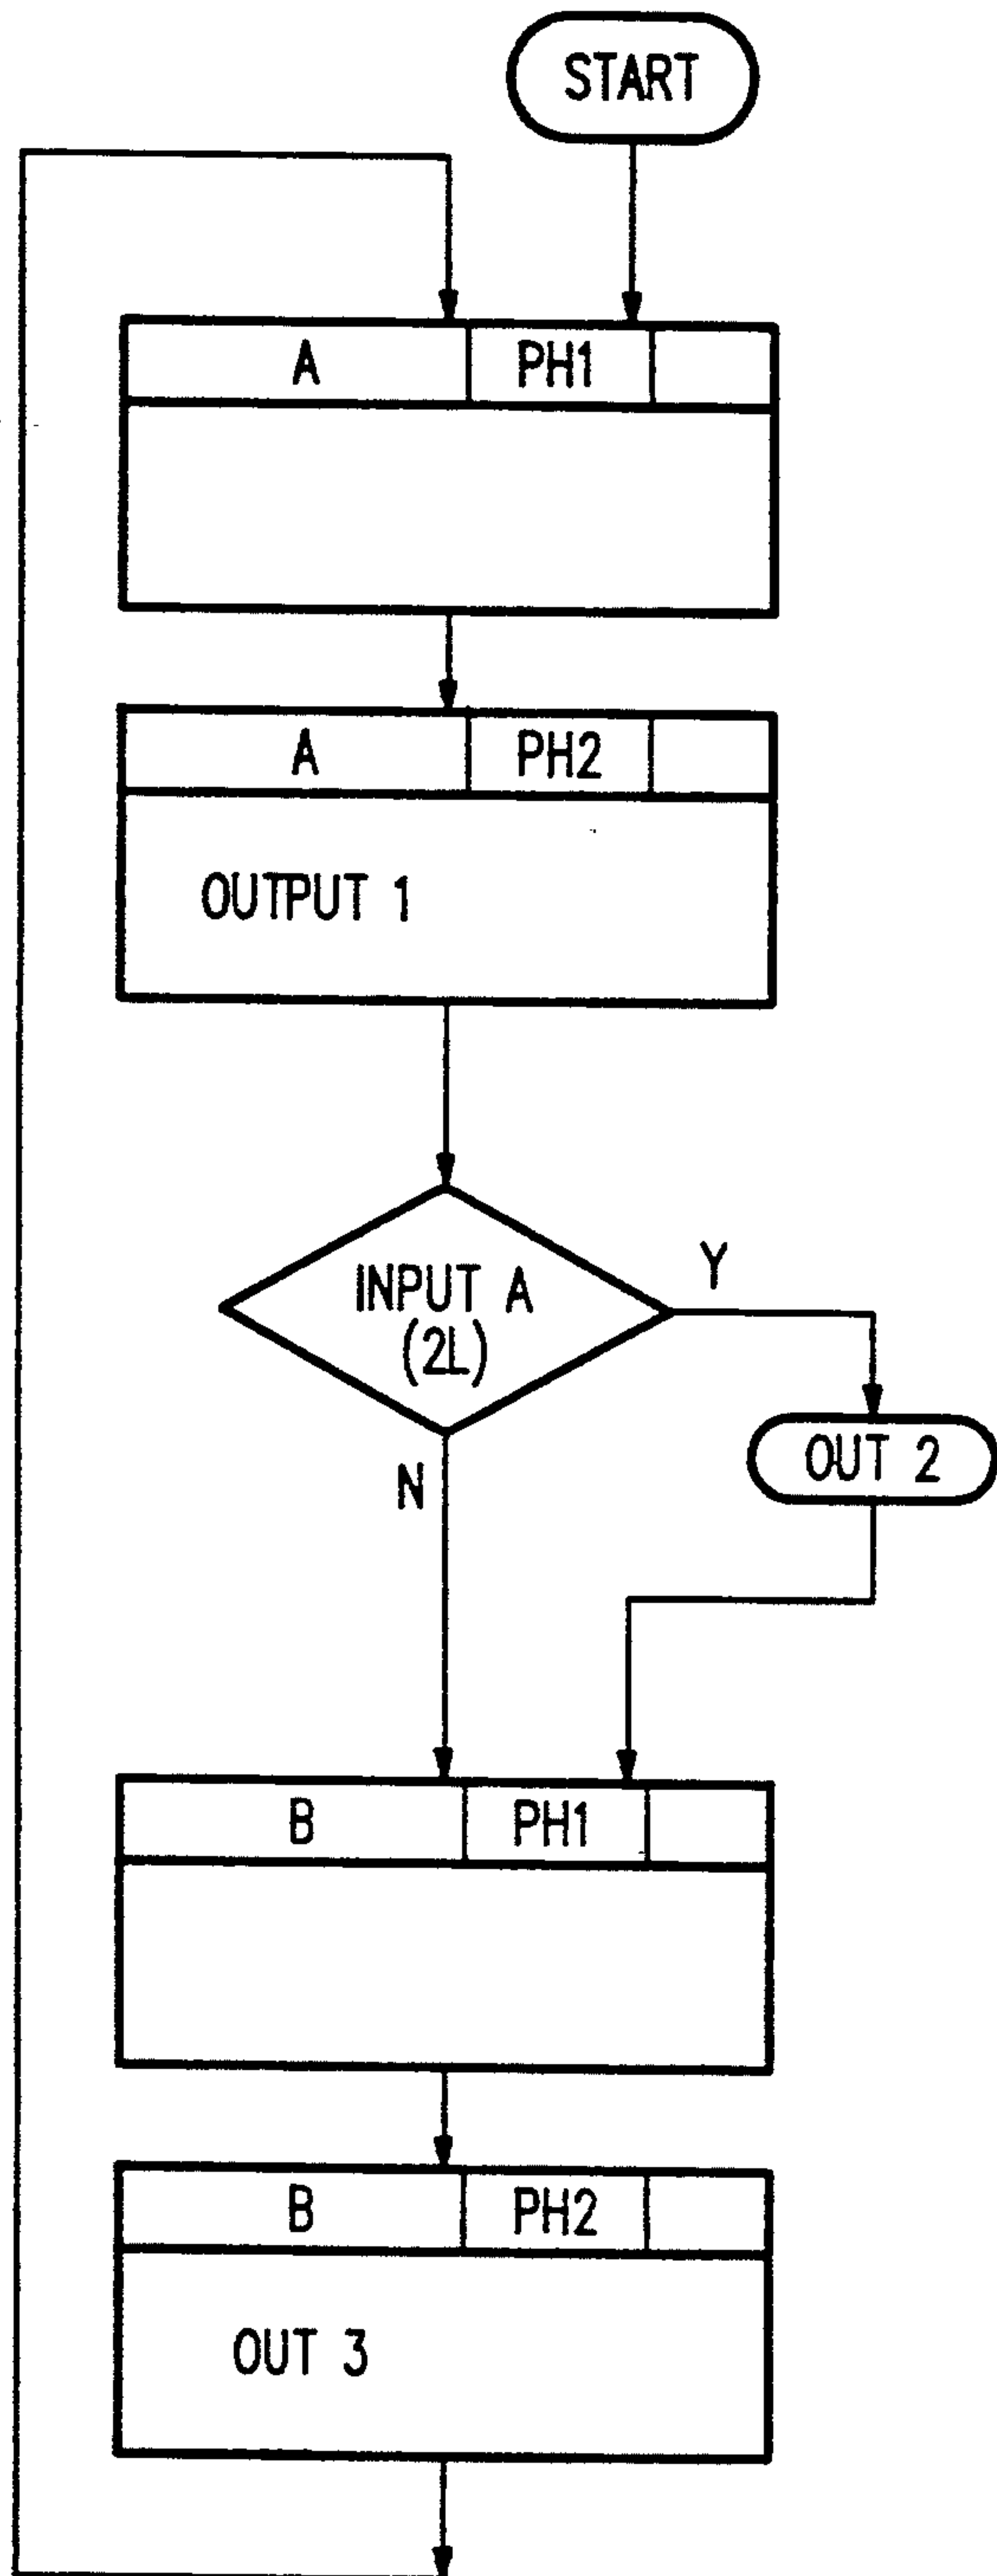 START
A PH1
A PH2
OUTPUT 1
INPUT A
(2L)
Y
N
OUT 2
B PH1
B PH2
OUT 3